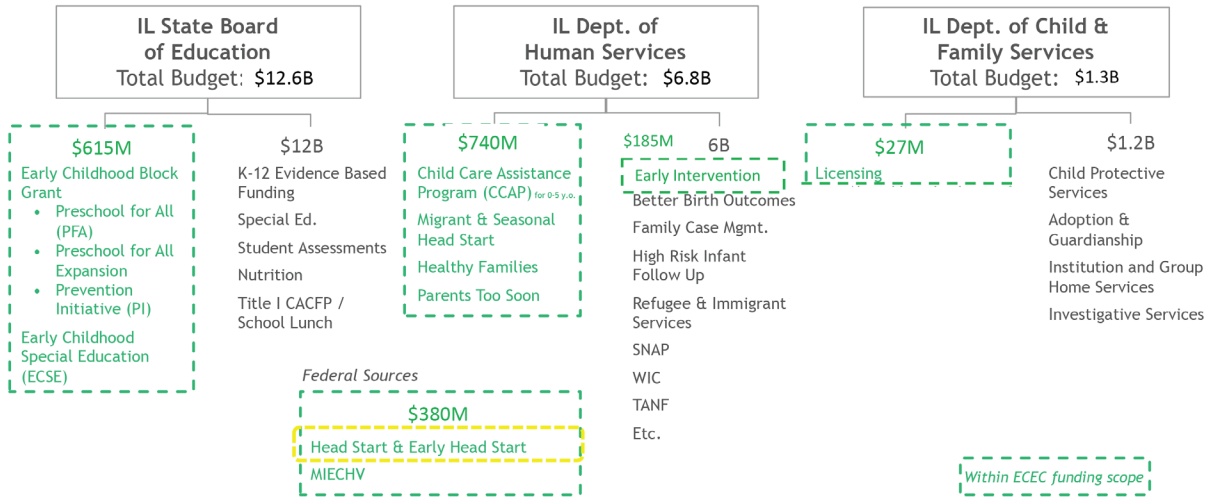 IL State Board
of Education
Total Budget: $12.6B
$615M
Early Childhood Block
Grant
• Preschool for All
(PFA)
• Preschool for All
Expansion
• Prevention
Initiative (PI)
Early Childhood
Special Education
(ECSE)
$12B
K-12 Evidence Based
Funding
Special Ed.
Student Assessments
Nutrition
Title I CACFP /
School Lunch
IL Dept. of
Human Services
Total Budget: $6.8B
$740M
Child Care Assistance
Program (CCAP) for 0-5 y.o.
Migrant & Seasonal
Head Start
Healthy Families
Parents Too Soon
$185M
6B
Early Intervention
Better Birth Outcomes
Family Case Mgmt.
High Risk Infant
Follow Up
Refugee & Immigrant
Services
SNAP
WIC
TANF
Etc.
IL Dept. of Child &
Family Services
Total Budget: $1.3B
$27M
Licensing
$1.2B
Child Protective
Services
Adoption &
Guardianship
Institution and Group
Home Services
Investigative Services
Federal Sources
$380M
Head Start & Early Head Start
MIECHV
Within ECEC funding scope